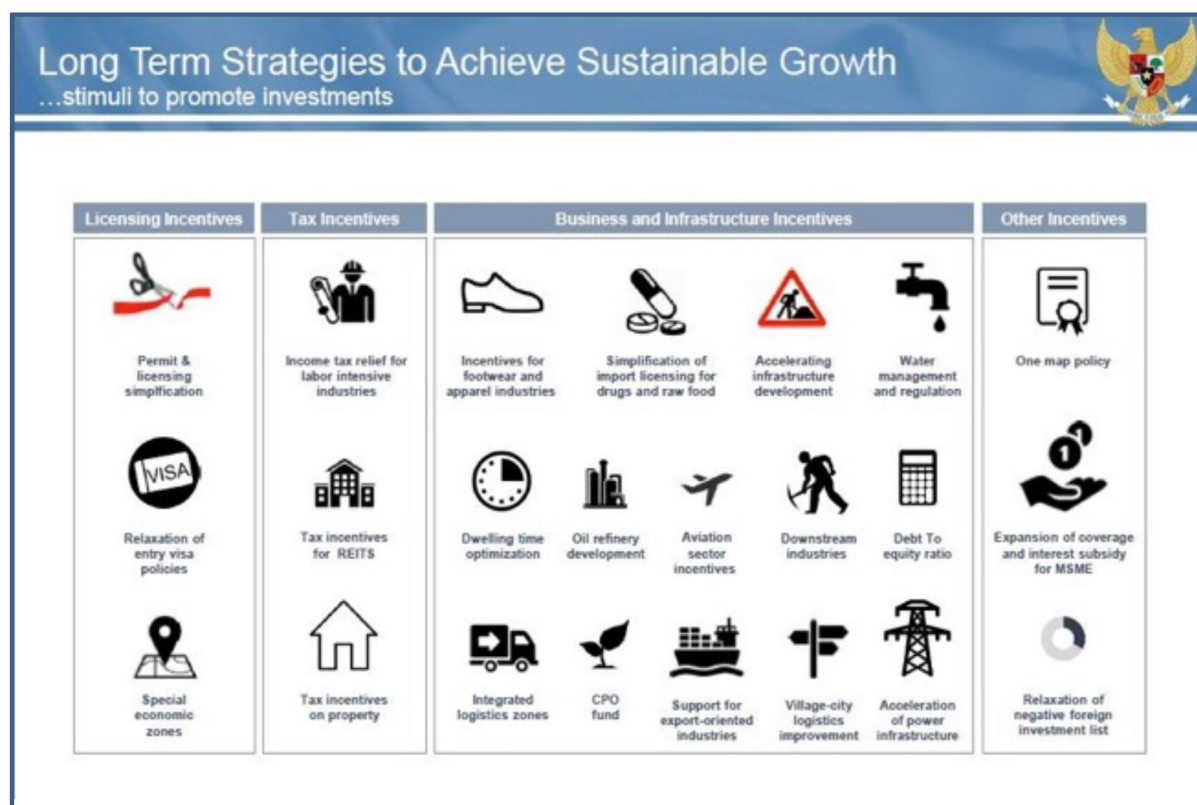 Long Term Strategies to Achieve Sustainable Growth
...stimuli to promote investments
Licensing Incentives
Permit &
licensing
simplfication
VISA
Relaxation of
entry visa
policies
Special
economic
zones
Tax Incentives
Income tax relief for
labor intensive
industries
Tax incentives
for REITS
Tax incentives
on property
Business and Infrastructure Incentives
Incentives for
footwear and
apparel industries
Simplification of
import licensing for
drugs and raw food
Accelerating
infrastructure
development
Water
management
and regulation
Dwelling time
optimization
Oil refinery
development
Aviation
sector
incentives
Downstream
industries
Debt To
equity ratio
Integrated
logistics zones
CPO
fund
Support for
export-oriented
industries
Village-city
logistics
improvement
Acceleration
of power
infrastructure
Other Incentives
One map policy
1
1
Expansion of coverage
and interest subsidy
for MSME
Relaxation of
negative foreign
investment list